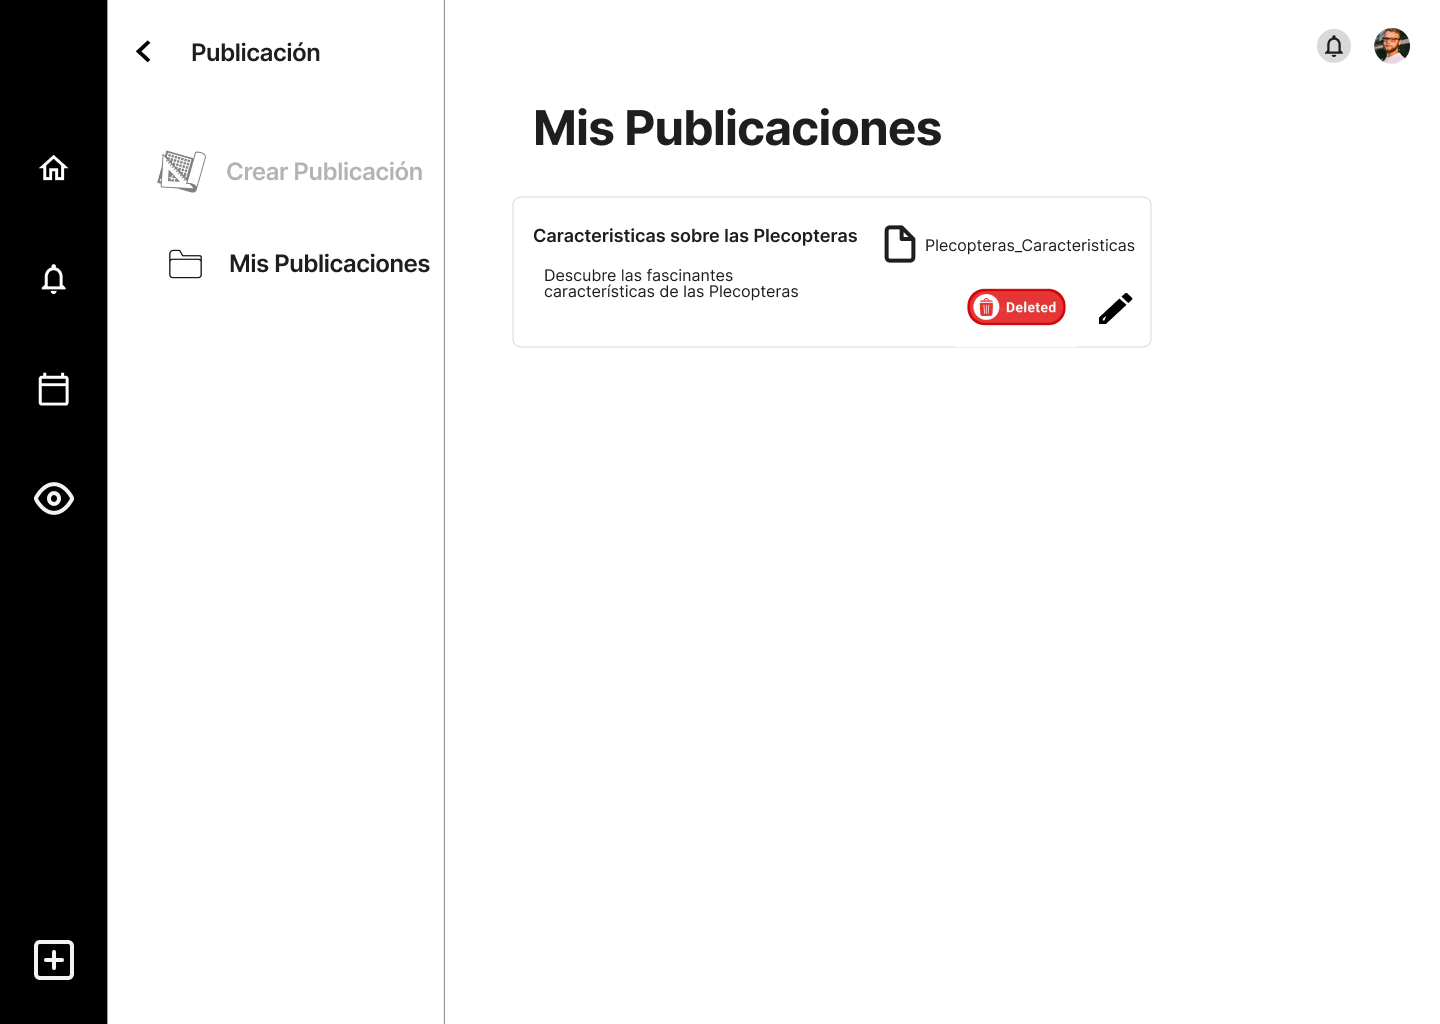 Publicación
Crear Publicación
Mis Publicaciones
Mis Publicaciones
Caracteristicas sobre las Plecopteras
Descubre las fascinantes
características de las Plecopteras
Plecopteras_Caracteristicas
Deleted